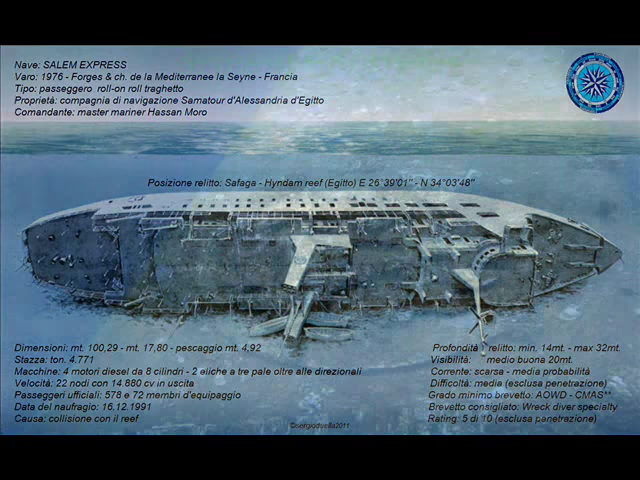 Nave: SALEM EXPRESS
Varo: 1976 - Forges & ch. de la Mediterranee la Seyne - Francia
Tipo: passeggero roll-on roll traghetto
Proprietà: compagnia di navigazione Samatour d'Alessandria d'Egitto
Comandante: master mariner Hassan Moro
Posizione relitto: Safaga - Hyndam reef (Egitto) E 26°39'01" - N 34°03'48"
Dimensioni: mt. 100,29 - mt. 17,80 - pescaggio mt. 4,92
Stazza: ton. 4.771
Macchine: 4 motori diesel da 8 cilindri - 2 eliche a tre pale oltre alle direzionali
Velocità: 22 nodi con 14.880 cv in uscita
Passeggeri ufficiali: 578 e 72 membri d'equipaggio
Data del naufragio: 16.12.1991
Causa: collisione con il reef
Profondità relitto: min. 14mt. - max 32mt.
Visibilità: medio buona 20mt.
Corrente: scarsa - media probabilità
Difficoltà: media (esclusa penetrazione)
Grado minimo brevetto: AOWD - CMAS**
Brevetto consigliato: Wreck diver specialty
Rating: 5 di 10 (esclusa penetrazione)